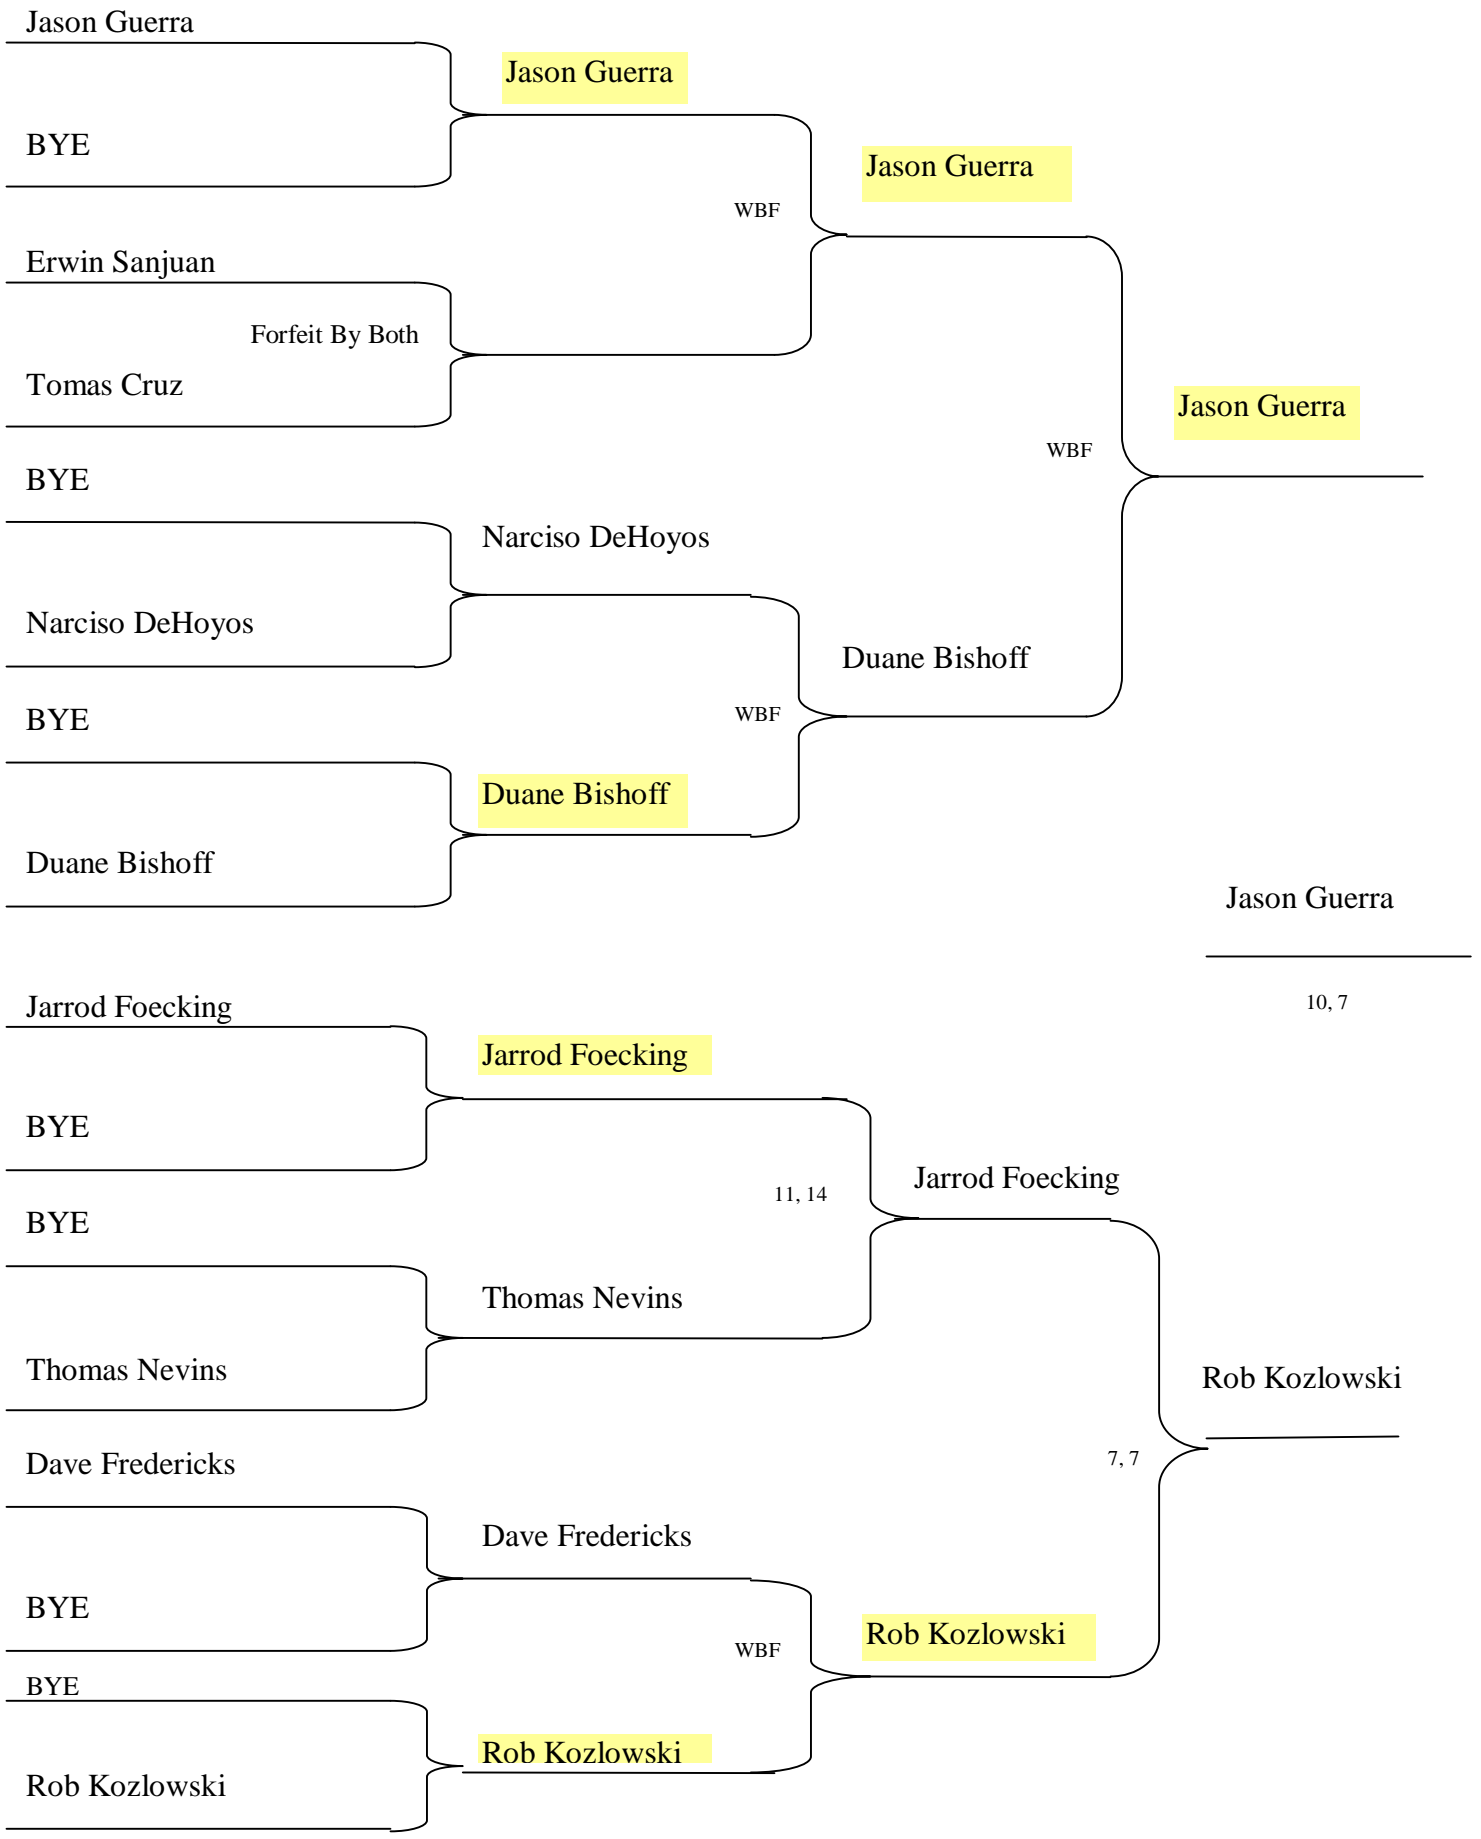 Jason Guerra
Jason Guerra
BYE
Jason Guerra
WBF
Erwin Sanjuan
Forfeit By Both
Tomas Cruz
Jason Guerra
WBF
BYE
Narciso DeHoyos
Narciso DeHoyos
Duane Bishoff
BYE
WBF
Duane Bishoff
Duane Bishoff
Jason Guerra
10, 7
Jarrod Foecking
Jarrod Foecking
BYE
Jarrod Foecking
11, 14
BYE
Thomas Nevins
Thomas Nevins
Rob Kozlowski
Dave Fredericks
7, 7
Dave Fredericks
BYE
Rob Kozlowski
WBF
BYE
Rob Kozlowski
Rob Kozlowski